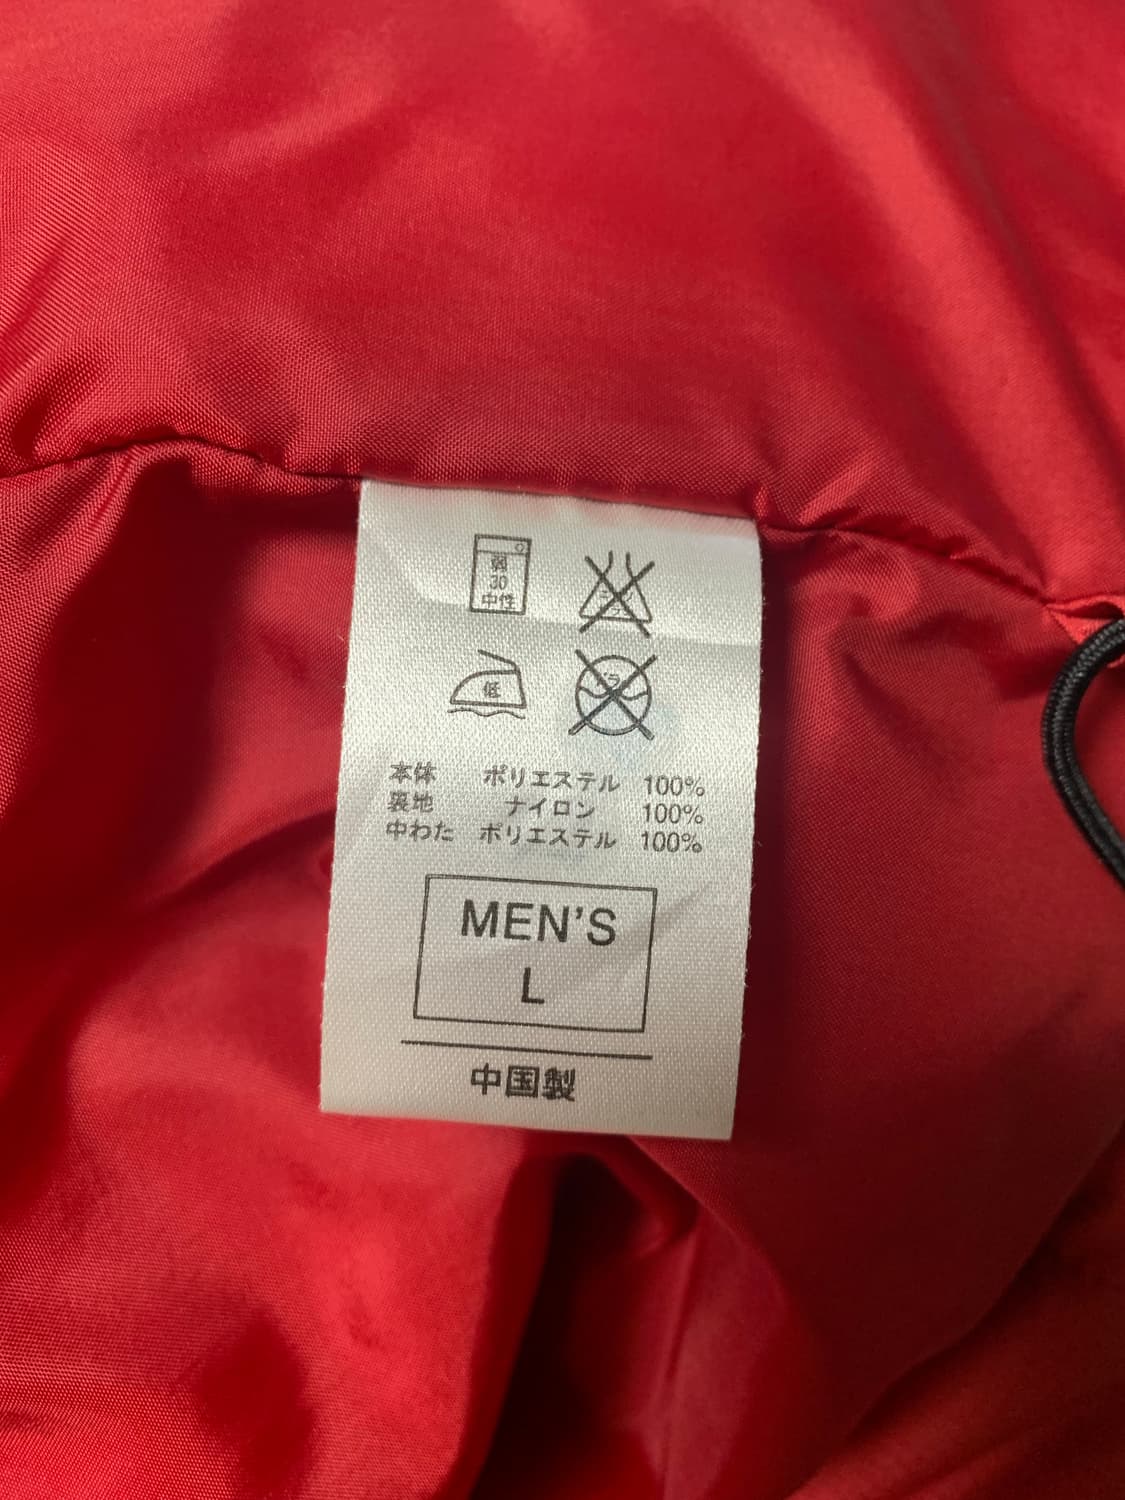 弱
30
中性
低
本体 ポリエステル 100%
裏地 ナイロン 100%
中わた ポリエステル 100%
MEN'S
L
中国製